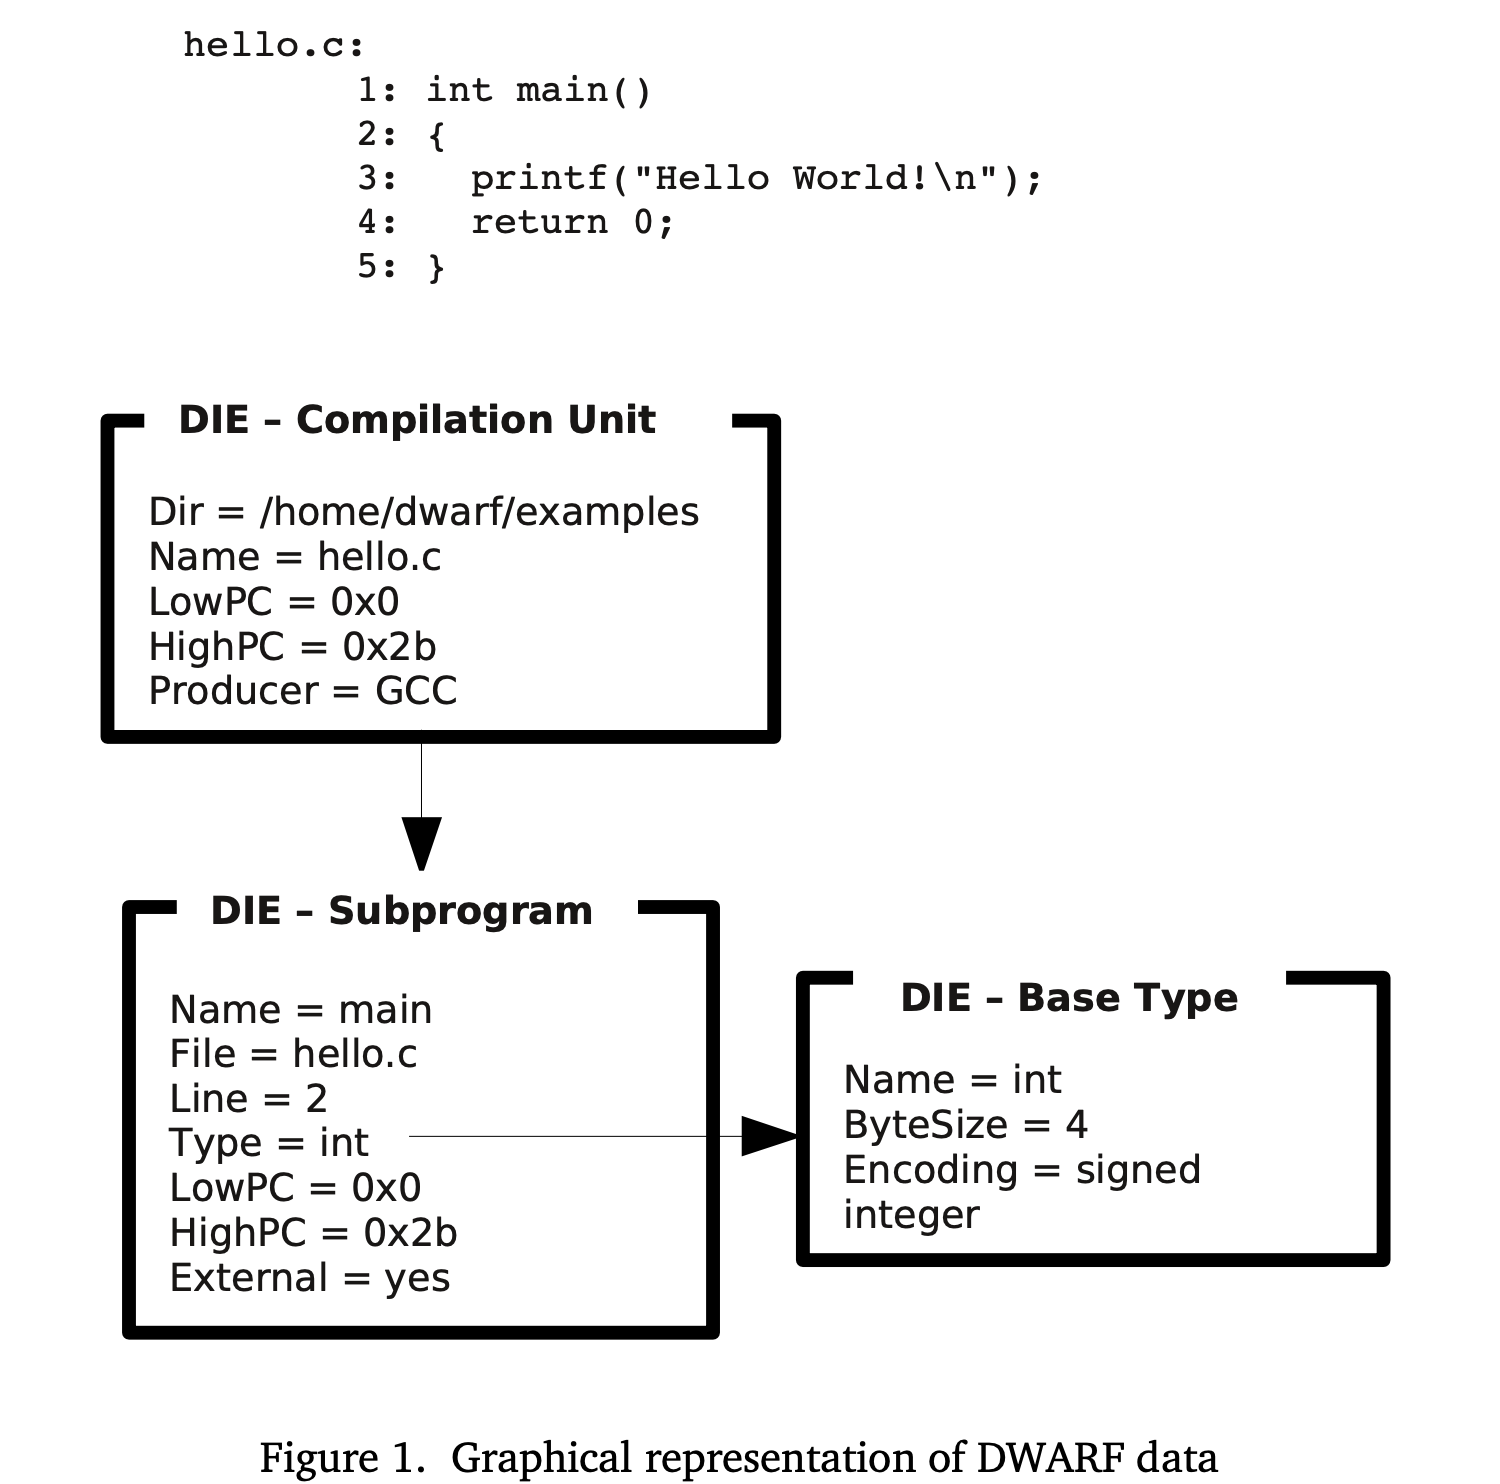 hello.c:
1: int main()
2: {
3:   printf("Hello World!\n");
4:   return 0;
5: }
DIE – Compilation Unit
Dir = /home/dwarf/examples
Name = hello.c
LowPC = 0x0
HighPC = 0x2b
Producer = GCC
DIE – Subprogram
Name = main
File = hello.c
Line = 2
Type = int
LowPC = 0x0
HighPC = 0x2b
External = yes
DIE – Base Type
Name = int
ByteSize = 4
Encoding = signed
integer
Figure 1.  Graphical representation of DWARF data